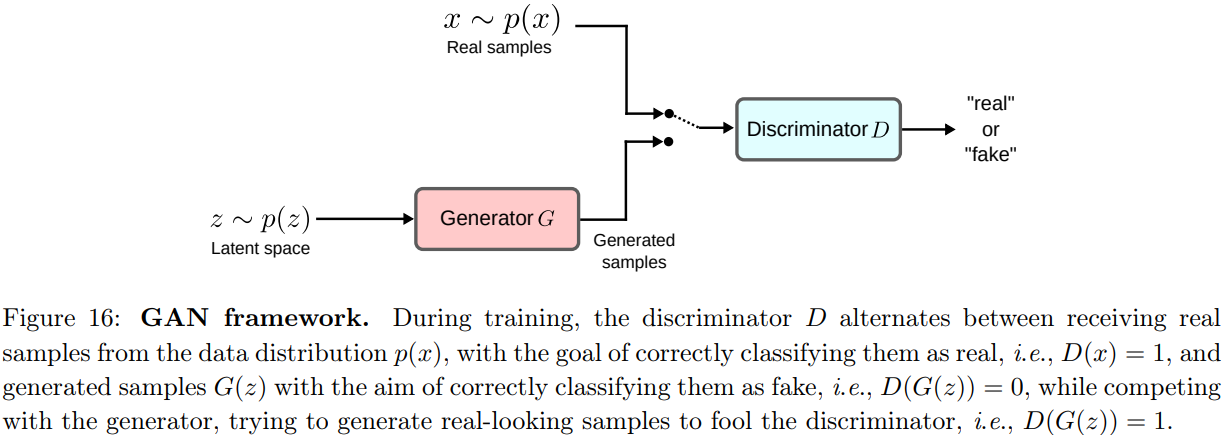 x ∼ p(x)
Real samples
Discriminator D
"real"
or
"fake"
z ∼ p(z)
Latent space
Generator G
Generated
samples
Figure 16: GAN framework. During training, the discriminator D alternates between receiving real
samples from the data distribution p(x), with the goal of correctly classifying them as real, i.e., D(x) = 1, and
generated samples G(z) with the aim of correctly classifying them as fake, i.e., D(G(z)) = 0, while competing
with the generator, trying to generate real-looking samples to fool the discriminator, i.e., D(G(z)) = 1.